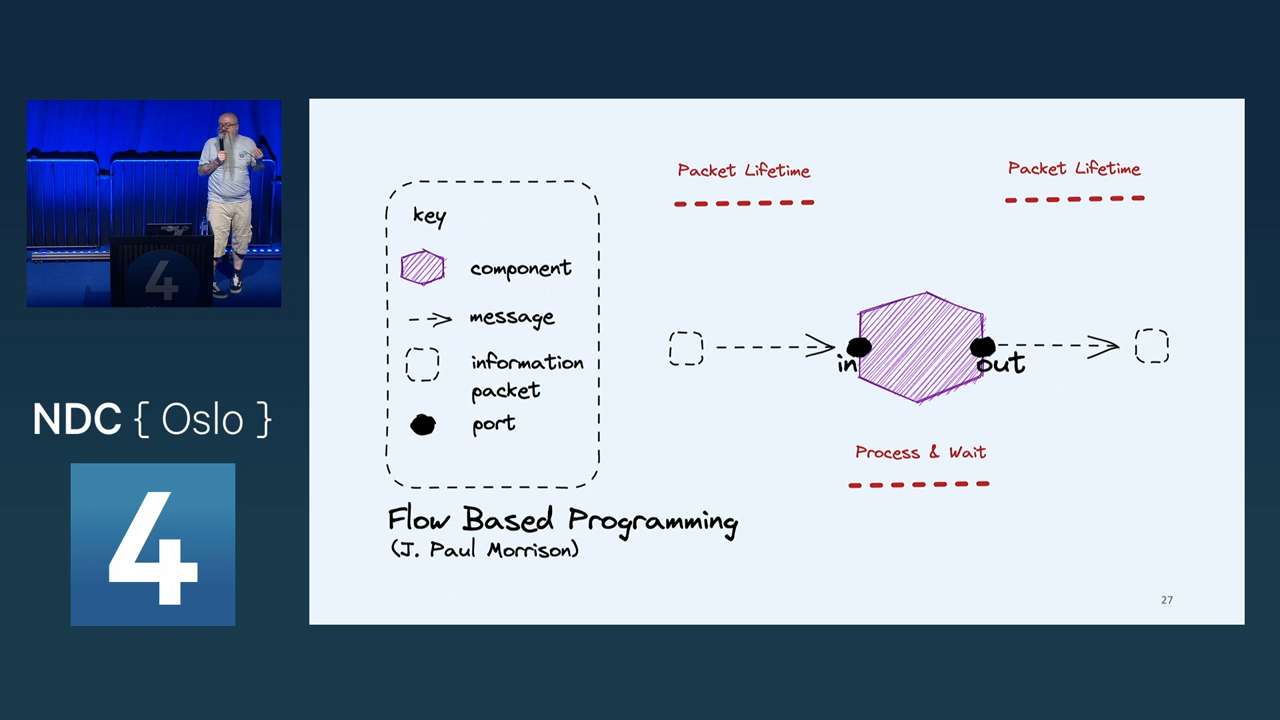 4
NDC { Oslo }
4
key
component
message
information
packet
port
Flow Based Programming
(J. Paul Morrison)
Packet Lifetime
Packet Lifetime
in
out
Process & Wait
27